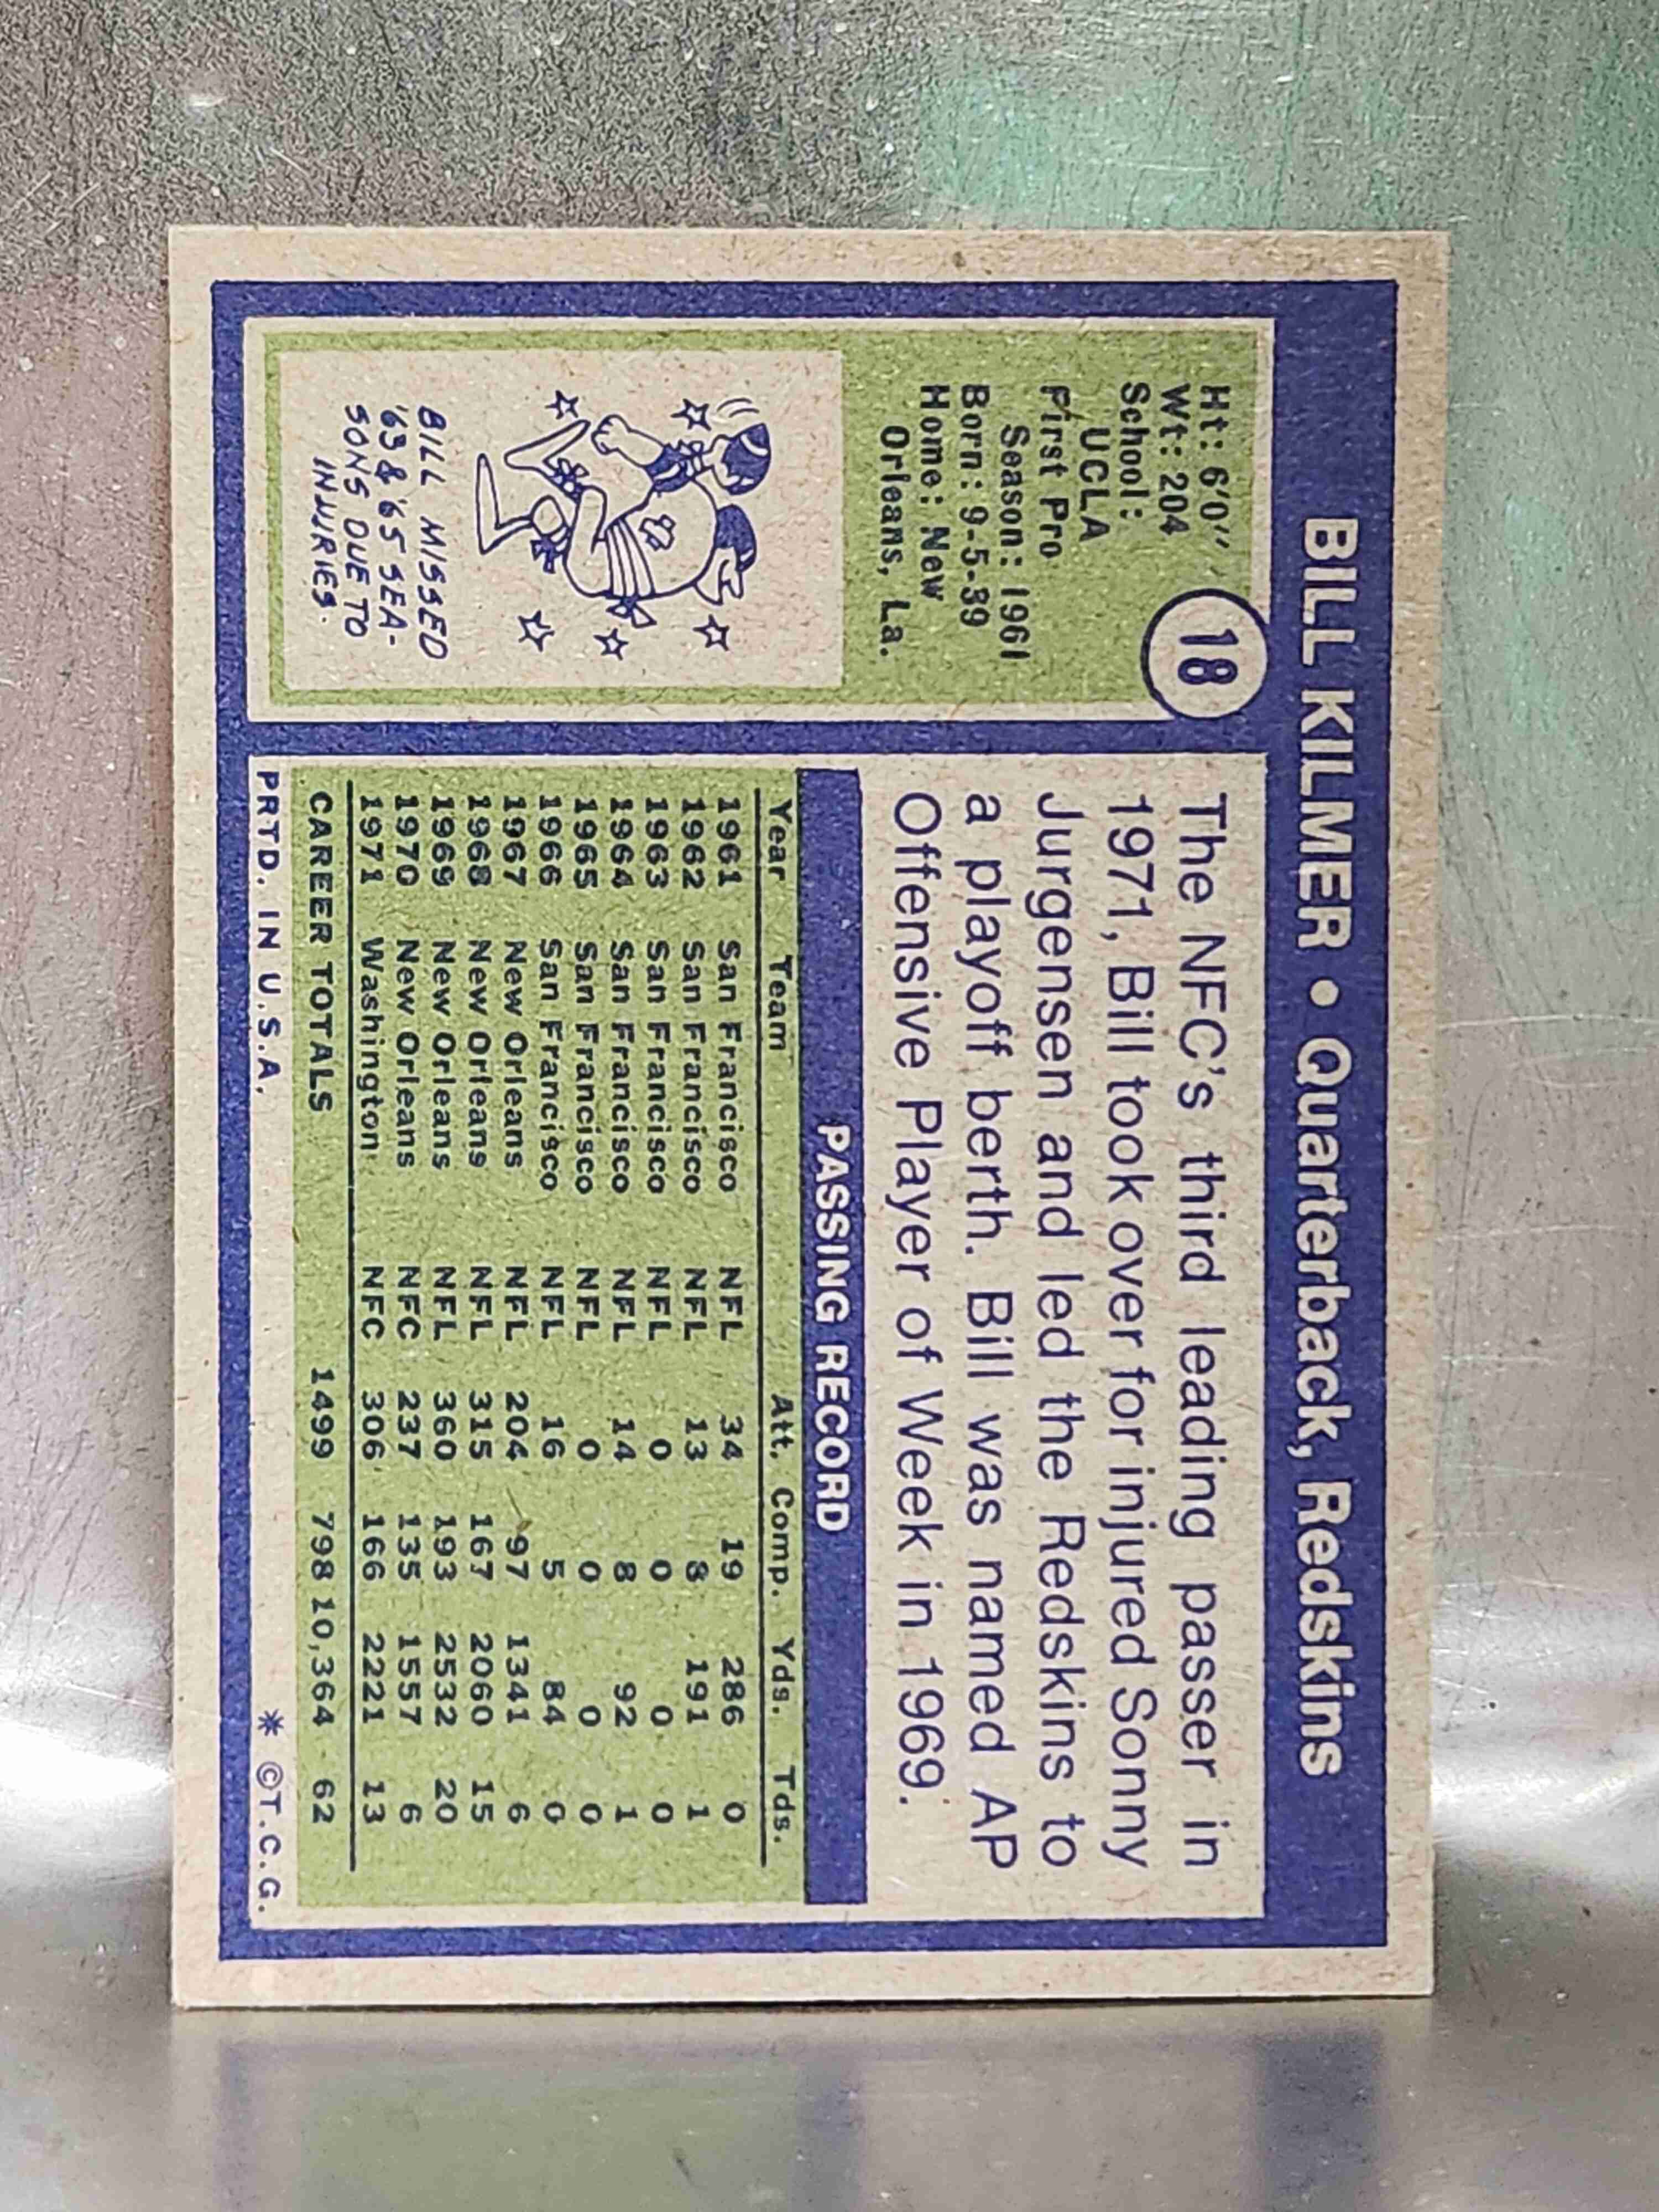 BILL KILMER • Quarterback, Redskins
18
Ht: 6'0"
Wt: 204
School:
UCLA
First Pro
Season: 1961
Born: 9-5-39
Home: New
Orleans, La.
BILL MISSED
'63 & '65 SEA-
SONS DUE TO
INJURIES.
The NFC's third leading passer in
1971, Bill took over for injured Sonny
Jurgensen and led the Redskins to
a playoff berth. Bill was named AP
Offensive Player of Week in 1969.
PASSING RECORD
Year Team Att. Comp. Yds. Tds.
1961 San Francisco NFL 34 19 286 0
1962 San Francisco NFL 13 8 191 1
1963 San Francisco NFL 0 0 0 0
1964 San Francisco NFL 14 8 92 1
1965 San Francisco NFL 0 0 0 0
1966 San Francisco NFL 16 5 84 0
1967 New Orleans NFL 204 97 1341 6
1968 New Orleans NFL 315 167 2060 15
1969 New Orleans NFL 360 193 2532 20
1970 New Orleans NFC 237 135 1557 6
1971 Washington NFC 306 166 2221 13
CAREER TOTALS 1499 798 10,364 62
PRTD. IN U.S.A. * ©T.C.G.